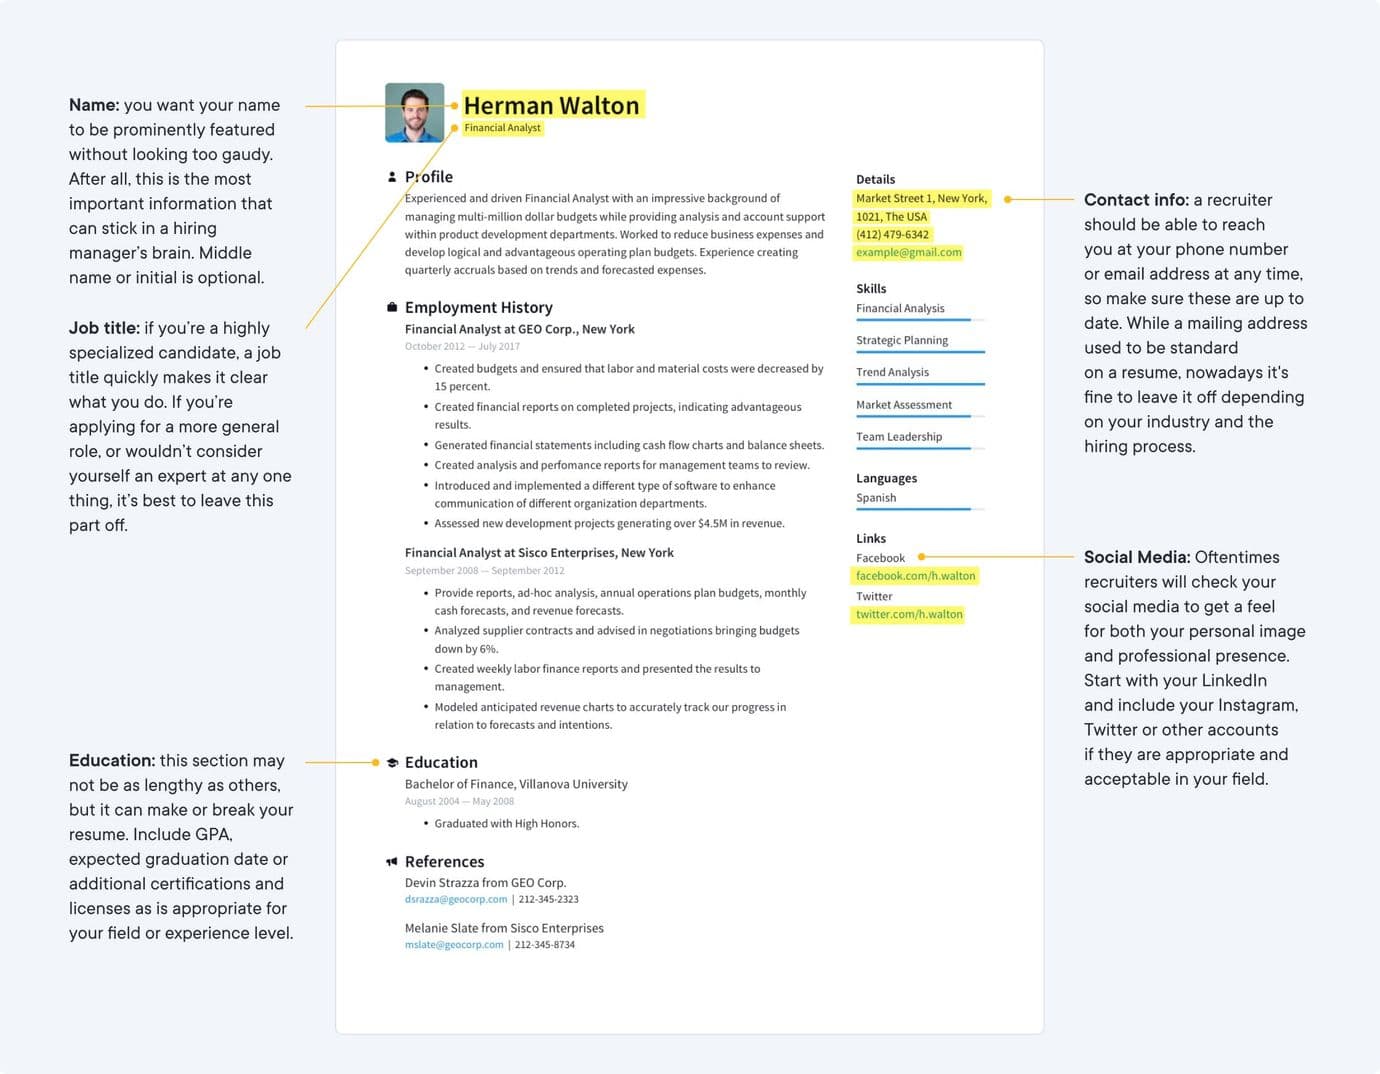 Name: you want your name
to be prominently featured
without looking too gaudy.
After all, this is the most
important information that
can stick in a hiring
manager's brain. Middle
name or initial is optional.
Job title: if you're a highly
specialized candidate, a job
title quickly makes it clear
what you do. If you're
applying for a more general
role, or wouldn't consider
yourself an expert at any one
thing, it's best to leave this
part off.
Education: this section may
not be as lengthy as others,
but it can make or break your
resume. Include GPA,
expected graduation date or
additional certifications and
licenses as is appropriate for
your field or experience level.
Herman Walton
Financial Analyst
Profile
Experienced and driven Financial Analyst with an impressive background of
managing multi-million dollar budgets while providing analysis and account support
within product development departments. Worked to reduce business expenses and
develop logical and advantageous operating plan budgets. Experience creating
quarterly accruals based on trends and forecasted expenses.
Employment History
Financial Analyst at GEO Corp., New York
October 2012 — July 2017
• Created budgets and ensured that labor and material costs were decreased by
15 percent.
• Created financial reports on completed projects, indicating advantageous
results.
• Generated financial statements including cash flow charts and balance sheets.
• Created analysis and perfomance reports for management teams to review.
• Introduced and implemented a different type of software to enhance
communication of different organization departments.
• Assessed new development projects generating over $4.5M in revenue.
Financial Analyst at Sisco Enterprises, New York
September 2008 — September 2012
• Provide reports, ad-hoc analysis, annual operations plan budgets, monthly
cash forecasts, and revenue forecasts.
• Analyzed supplier contracts and advised in negotiations bringing budgets
down by 6%.
• Created weekly labor finance reports and presented the results to
management.
• Modeled anticipated revenue charts to accurately track our progress in
relation to forecasts and intentions.
Education
Bachelor of Finance, Villanova University
August 2004 — May 2008
• Graduated with High Honors.
References
Devin Strazza from GEO Corp.
dsrazza@geocorp.com | 212-345-2323
Melanie Slate from Sisco Enterprises
mslate@geocorp.com | 212-345-8734
Details
Market Street 1, New York,
1021, The USA
(412) 479-6342
example@gmail.com
Skills
Financial Analysis
Strategic Planning
Trend Analysis
Market Assessment
Team Leadership
Languages
Spanish
Links
Facebook
facebook.com/h.walton
Twitter
twitter.com/h.walton
Contact info: a recruiter
should be able to reach
you at your phone number
or email address at any time,
so make sure these are up to
date. While a mailing address
used to be standard
on a resume, nowadays it's
fine to leave it off depending
on your industry and the
hiring process.
Social Media: Oftentimes
recruiters will check your
social media to get a feel
for both your personal image
and professional presence.
Start with your LinkedIn
and include your Instagram,
Twitter or other accounts
if they are appropriate and
acceptable in your field.